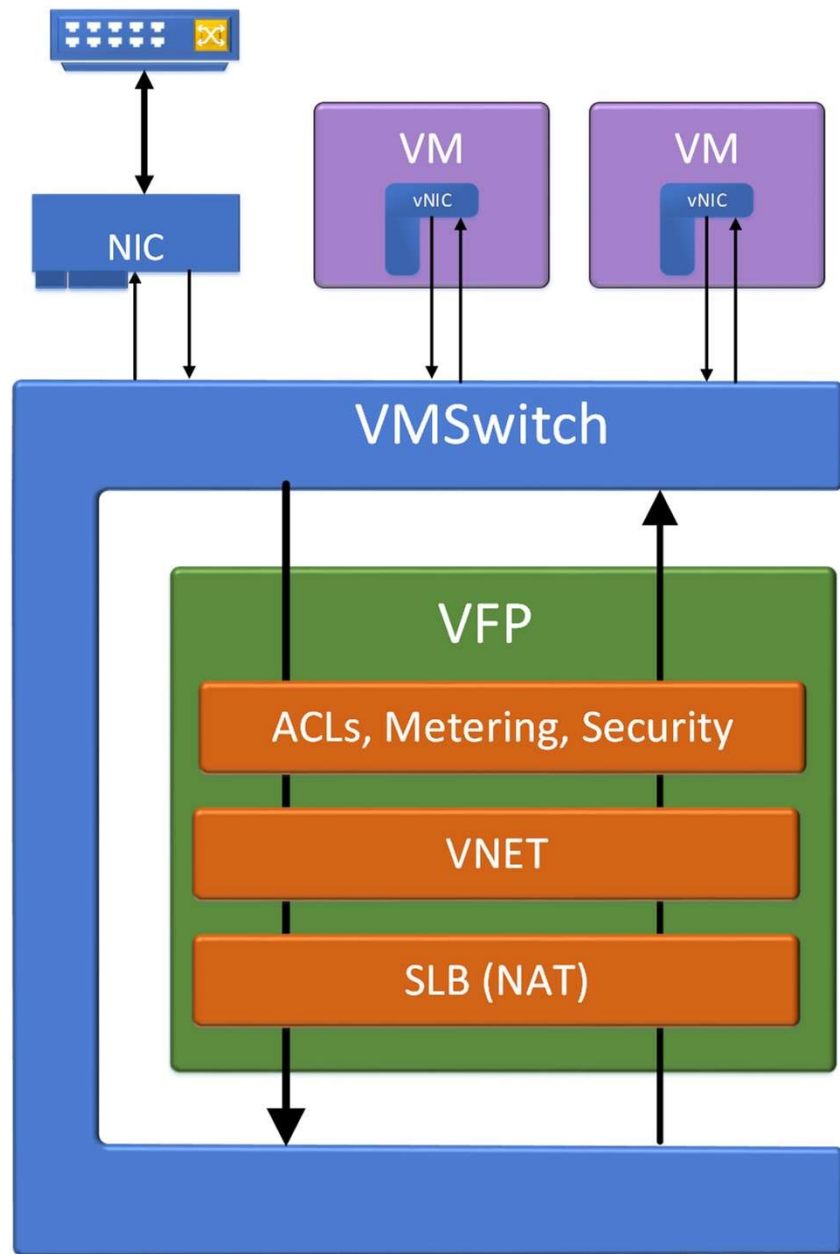 VM
VM
vNIC
vNIC
NIC
VMSwitch
VFP
ACLs, Metering, Security
VNET
SLB (NAT)